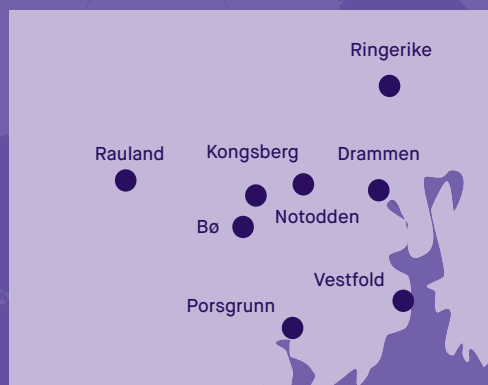 Ringerike
Rauland
Kongsberg
Drammen
Notodden
Bø
Vestfold
Porsgrunn